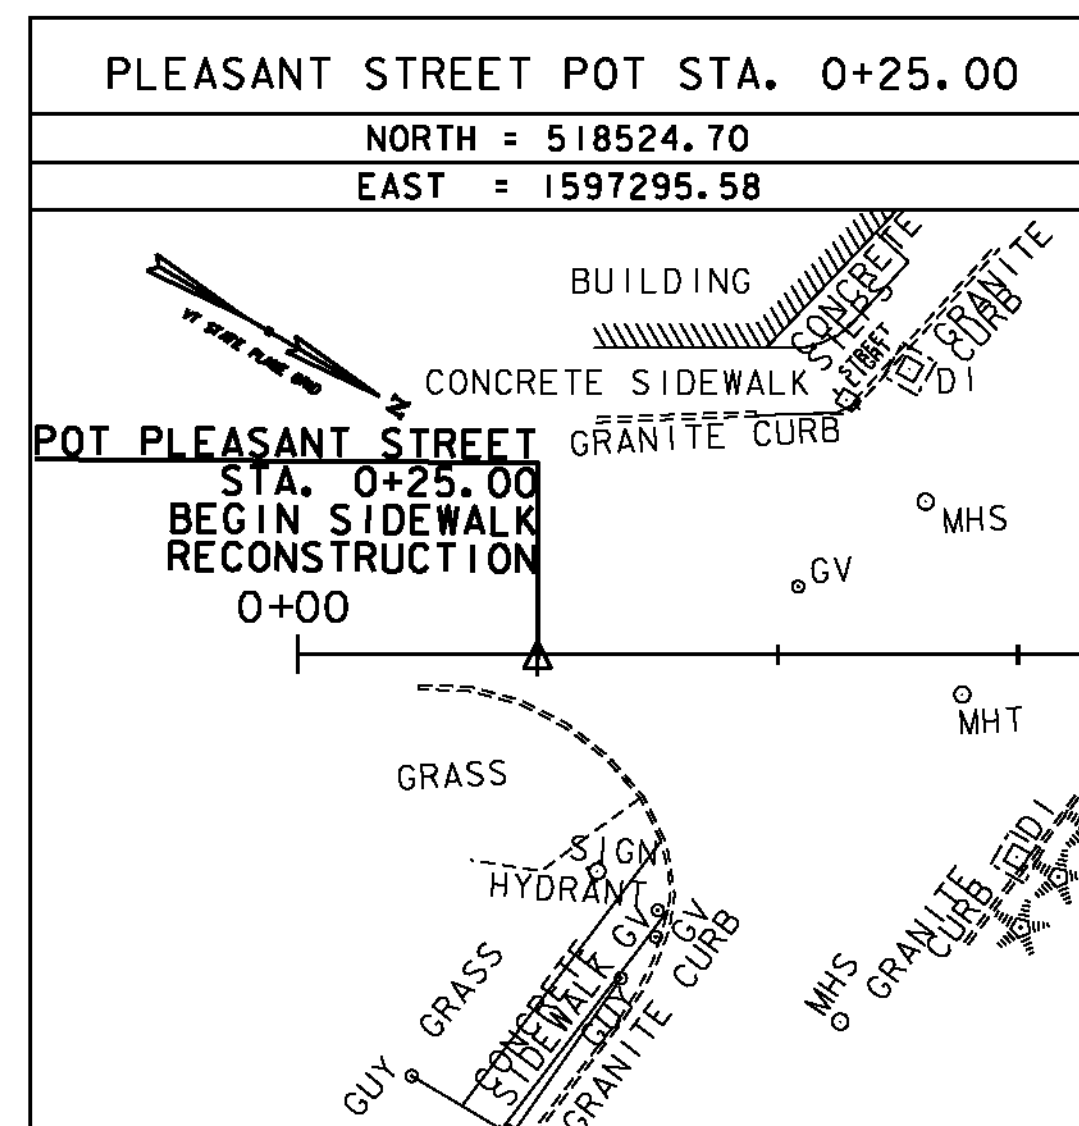 PLEASANT STREET POT STA. 0+25.00
NORTH = 518524.70
EAST = 1597295.58
VT STATE PLANE GRID
N
BUILDING
CONCRETE
STEPS
GRANITE
CURB
STREET
LIGHT
DI
CONCRETE SIDEWALK
GRANITE CURB
POT PLEASANT STREET
STA. 0+25.00
BEGIN SIDEWALK
RECONSTRUCTION
0+00
MHS
GV
MHT
GRASS
SIGN
HYDRANT
GV
GV
GRASS
CONCRETE
SIDEWALK
GUY
GRANITE CURB
GUY
DI
GRANITE
CURB
MHS